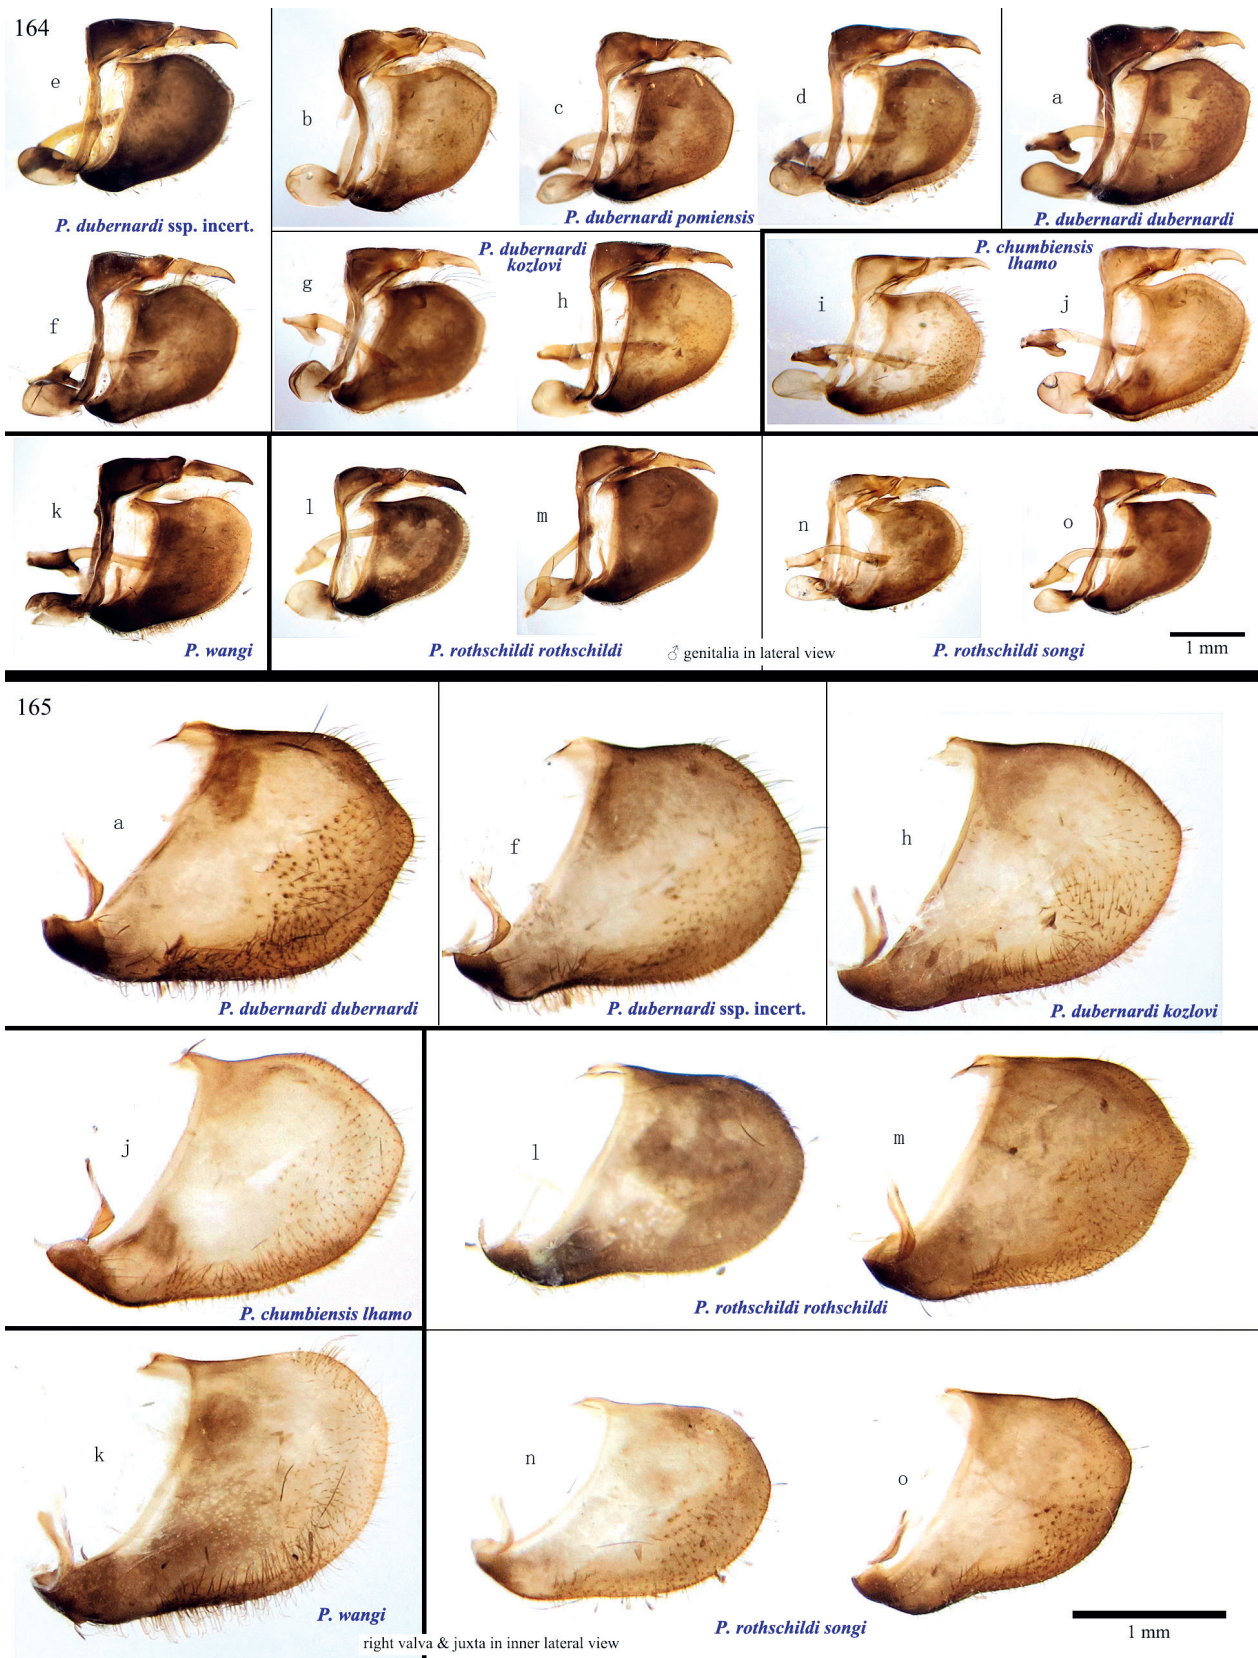 164
e
b
c
d
a
P. dubernardi ssp. incert.
P. dubernardi pomiensis
P. dubernardi dubernardi
f
g
P. dubernardi
kozlovi
h
i
P. chumbiensis
lhamo
j
k
l
m
n
o
P. wangi
P. rothschildi rothschildi
♂ genitalia in lateral view
P. rothschildi songi
1 mm
165
a
f
h
P. dubernardi dubernardi
P. dubernardi ssp. incert.
P. dubernardi kozlovi
j
l
m
P. chumbiensis lhamo
P. rothschildi rothschildi
k
n
o
P. wangi
P. rothschildi songi
right valva & juxta in inner lateral view
1 mm